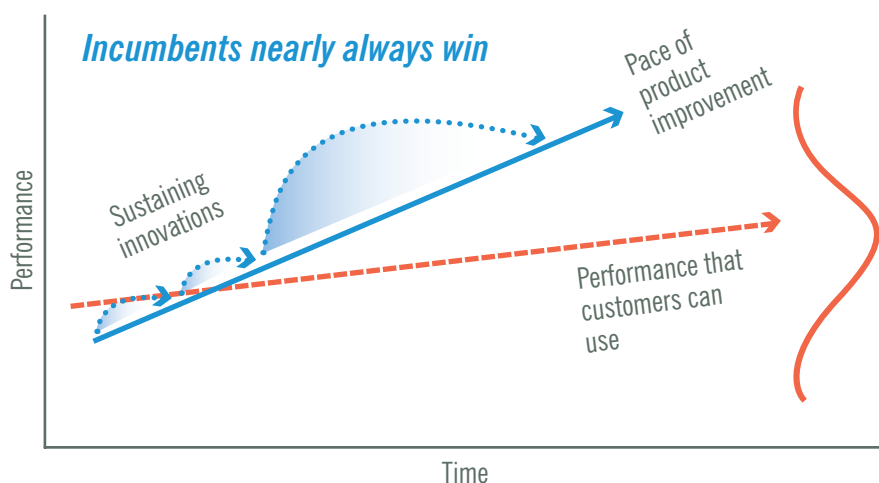 Incumbents nearly always win
Pace of
product
improvement
Sustaining
innovations
Performance
Performance that
customers can
use
Time